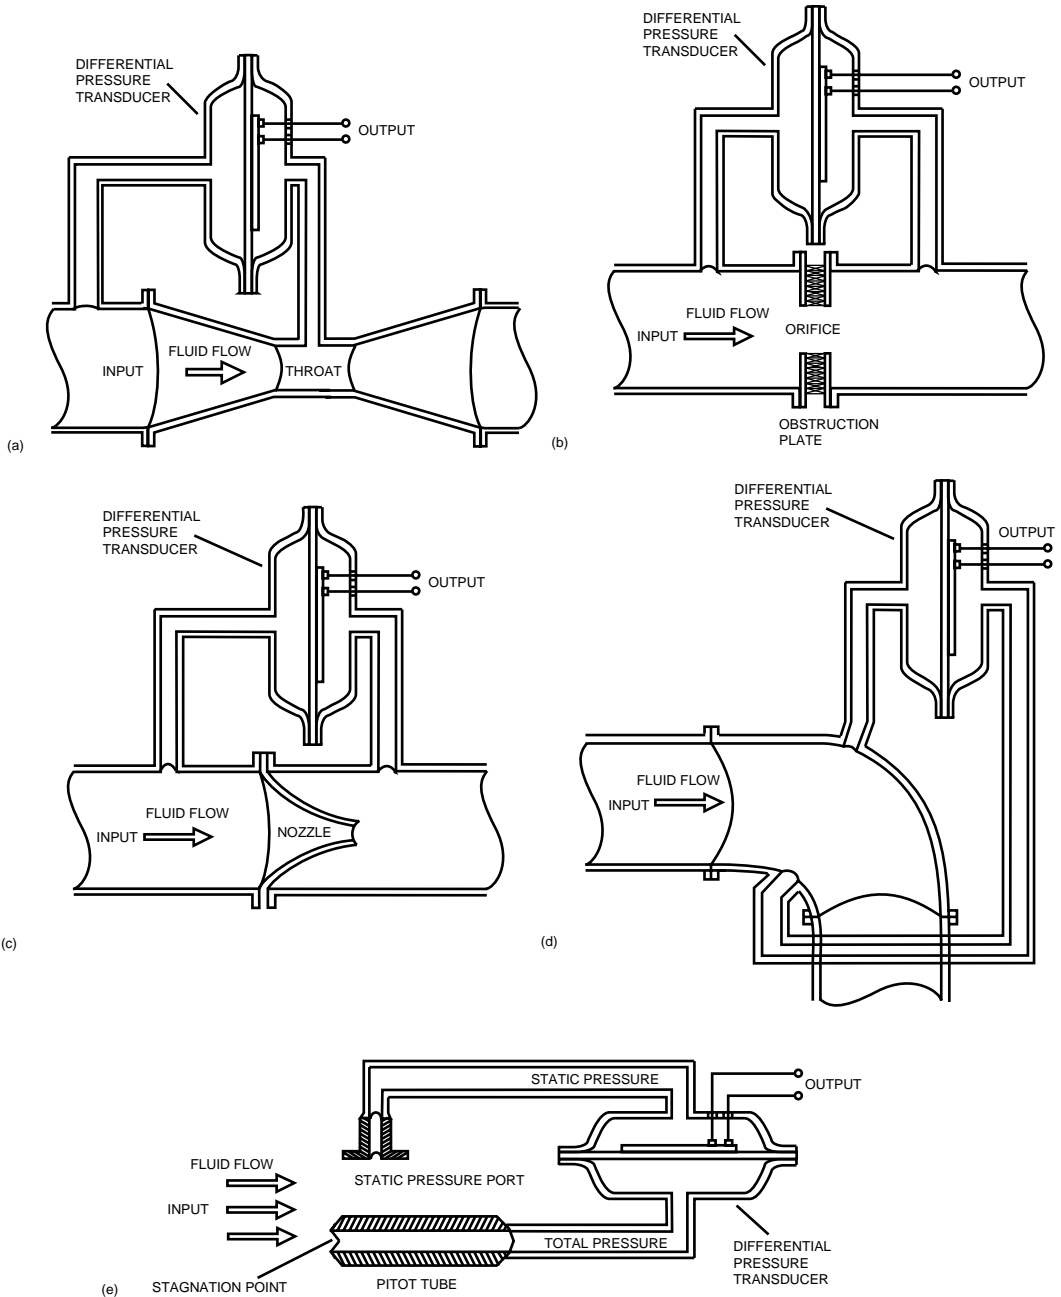 DIFFERENTIAL
PRESSURE
TRANSDUCER
OUTPUT
FLUID FLOW
INPUT
THROAT
(a)
DIFFERENTIAL
PRESSURE
TRANSDUCER
OUTPUT
FLUID FLOW
INPUT
ORIFICE
OBSTRUCTION
PLATE
(b)
DIFFERENTIAL
PRESSURE
TRANSDUCER
OUTPUT
FLUID FLOW
INPUT
NOZZLE
(c)
DIFFERENTIAL
PRESSURE
TRANSDUCER
OUTPUT
FLUID FLOW
INPUT
(d)
STATIC PRESSURE
OUTPUT
FLUID FLOW
STATIC PRESSURE PORT
INPUT
TOTAL PRESSURE
DIFFERENTIAL
PRESSURE
TRANSDUCER
STAGNATION POINT
PITOT TUBE
(e)